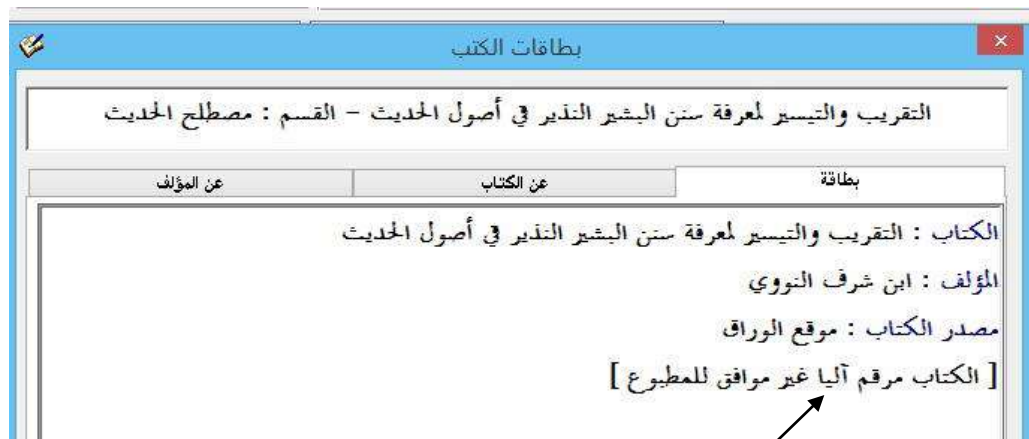 بطاقات الكتب
التقريب والتيسير لمعرفة سنن البشير النذير في أصول الحديث - القسم : مصطلح الحديث
بطاقة
عن الكتاب
عن المؤلف
الكتاب : التقريب والتيسير لمعرفة سنن البشير النذير في أصول الحديث
المؤلف : ابن شرف النووي
مصدر الكتاب : موقع الوراق
[ الكتاب مرقم آليا غير موافق للمطبوع ]